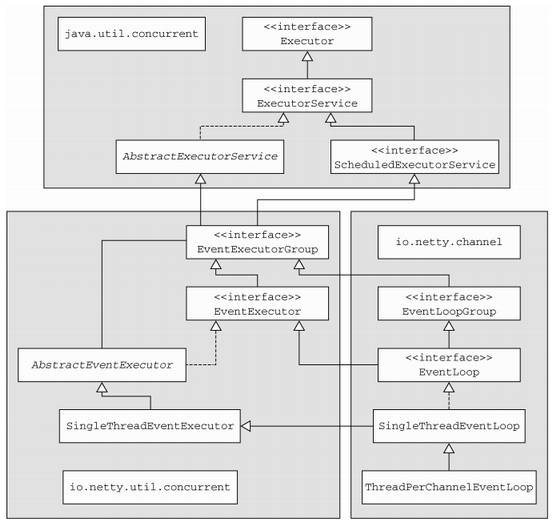 java.util.concurrent
<<interface>>
Executor
<<interface>>
ExecutorService
AbstractExecutorService
<<interface>>
ScheduledExecutorService
<<interface>>
EventExecutorGroup
io.netty.channel
<<interface>>
EventExecutor
<<interface>>
EventLoopGroup
AbstractEventExecutor
<<interface>>
EventLoop
SingleThreadEventExecutor
SingleThreadEventLoop
io.netty.util.concurrent
ThreadPerChannelEventLoop